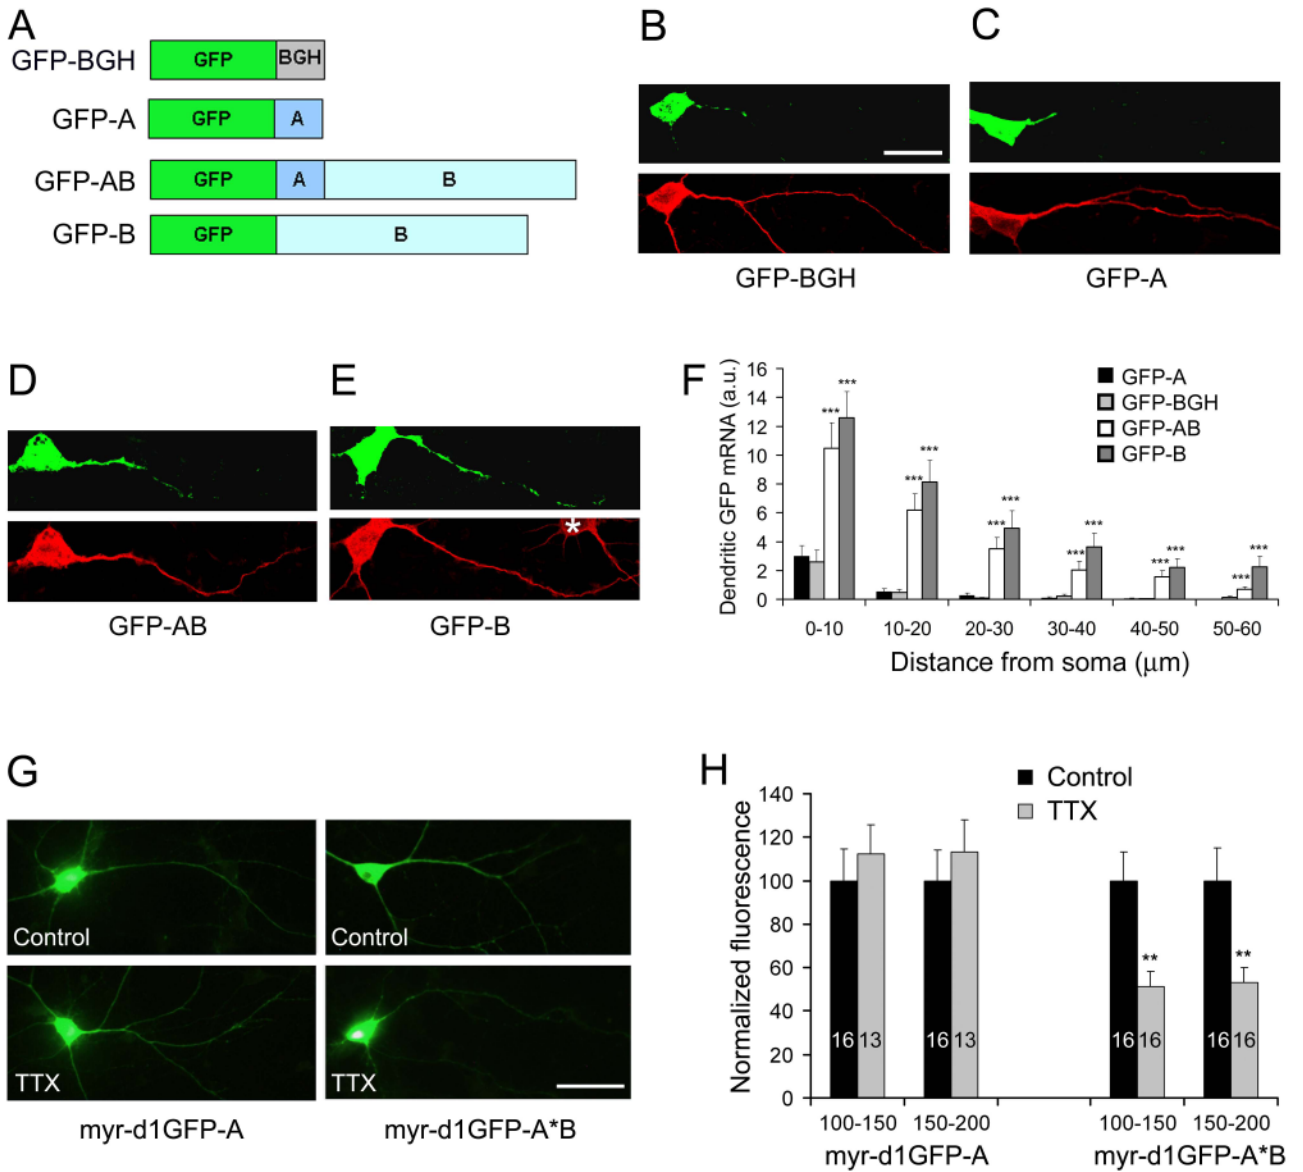 A
GFP-BGH GFP BGH
GFP-A GFP A
GFP-AB GFP A B
GFP-B GFP B
B
GFP-BGH
C
GFP-A
D
GFP-AB
E
*
GFP-B
F
Dendritic GFP mRNA (a.u.)
16
14
12
10
8
6
4
2
0
GFP-A
GFP-BGH
GFP-AB
GFP-B
*** ***
*** ***
*** ***
*** ***
*** ***
*** ***
0-10 10-20 20-30 30-40 40-50 50-60
Distance from soma (μm)
G
Control Control
TTX TTX
myr-d1GFP-A myr-d1GFP-A*B
H
Control
TTX
Normalized fluorescence
140
120
100
80
60
40
20
0
** **
16 13 16 13 16 16 16 16
100-150 150-200 100-150 150-200
myr-d1GFP-A myr-d1GFP-A*B